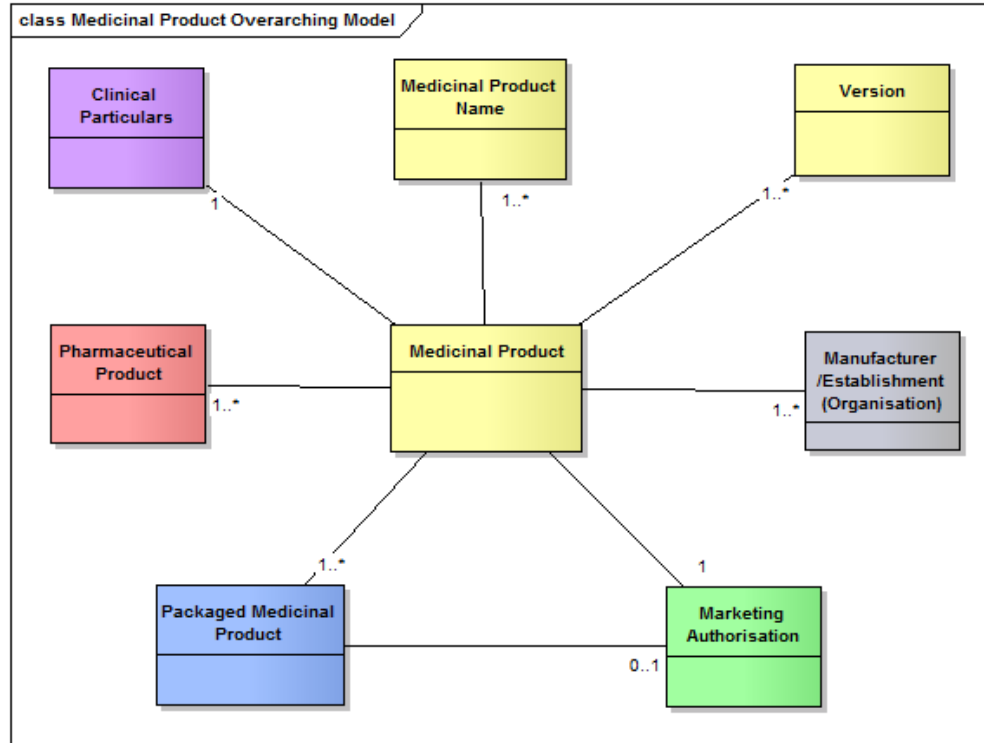 class Medicinal Product Overarching Model
Clinical
Particulars
Medicinal Product
Name
Version
1
1..*
1..*
Pharmaceutical
Product
Medicinal Product
Manufacturer
/Establishment
(Organisation)
1..*
1..*
1..*
1
Packaged Medicinal
Product
Marketing
Authorisation
0..1